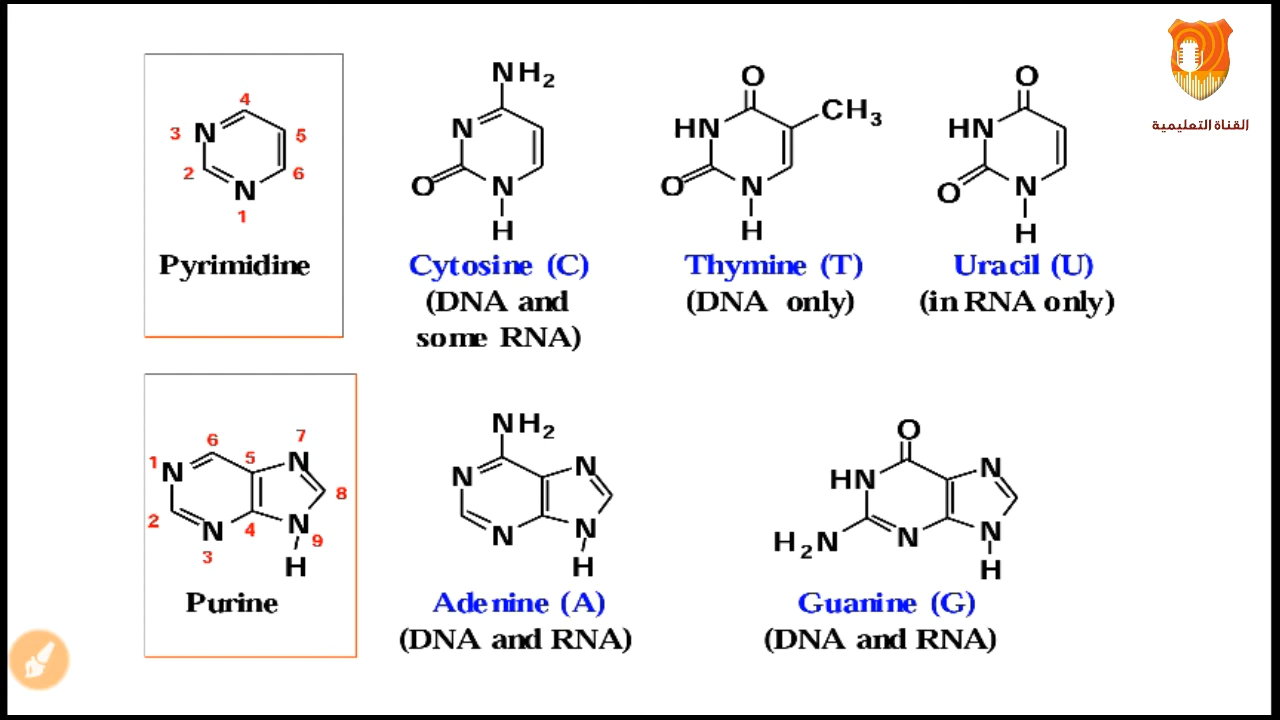 القناة التعليمية
NH2
N
O
N
H
O
CH3
HN
O
N
H
O
HN
O
N
H
4
3
N
5
2
6
N
1
Pyrimidine
Cytosine (C)
(DNA and
some RNA)
Thymine (T)
(DNA only)
Uracil (U)
(in RNA only)
6
7
1
5
N
N
8
2
N
4
N
9
3
H
Purine
NH2
N
N
N
N
H
Adenine (A)
(DNA and RNA)
O
HN
N
H2N
N
N
H
Guanine (G)
(DNA and RNA)